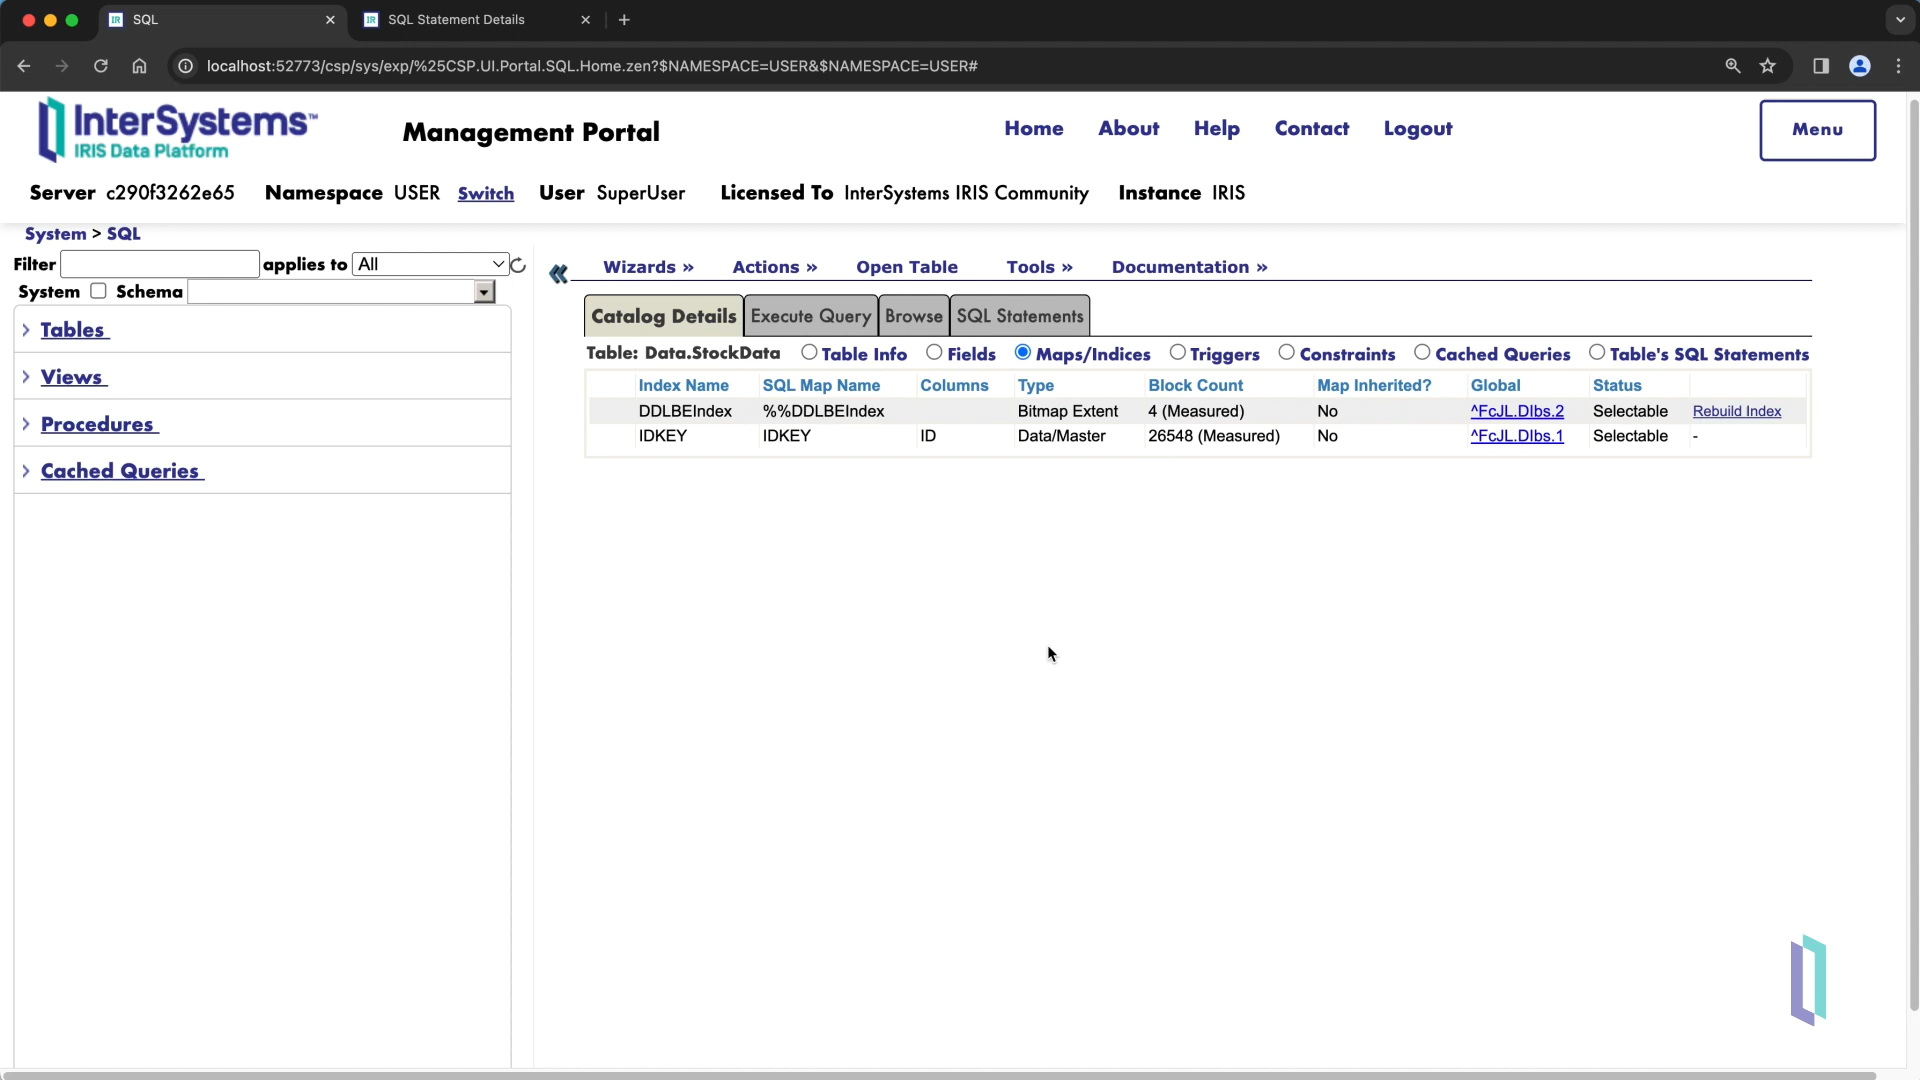 SQL
SQL Statement Details
localhost:52773/csp/sys/exp/%25CSP.UI.Portal.SQL.Home.zen?$NAMESPACE=USER&$NAMESPACE=USER#
InterSystems™
IRIS Data Platform
Management Portal
Home About Help Contact Logout
Menu
Server c290f3262e65 Namespace USER Switch User SuperUser Licensed To InterSystems IRIS Community Instance IRIS
System > SQL
Filter applies to All
System Schema
Tables
Views
Procedures
Cached Queries
Wizards » Actions » Open Table Tools » Documentation »
Catalog Details Execute Query Browse SQL Statements
Table: Data.StockData Table Info Fields Maps/Indices Triggers Constraints Cached Queries Table's SQL Statements
Index Name SQL Map Name Columns Type Block Count Map Inherited? Global Status
DDLBEIndex %%DDLBEIndex Bitmap Extent 4 (Measured) No ^FcJL.DIbs.2 Selectable Rebuild Index
IDKEY IDKEY ID Data/Master 26548 (Measured) No ^FcJL.DIbs.1 Selectable -